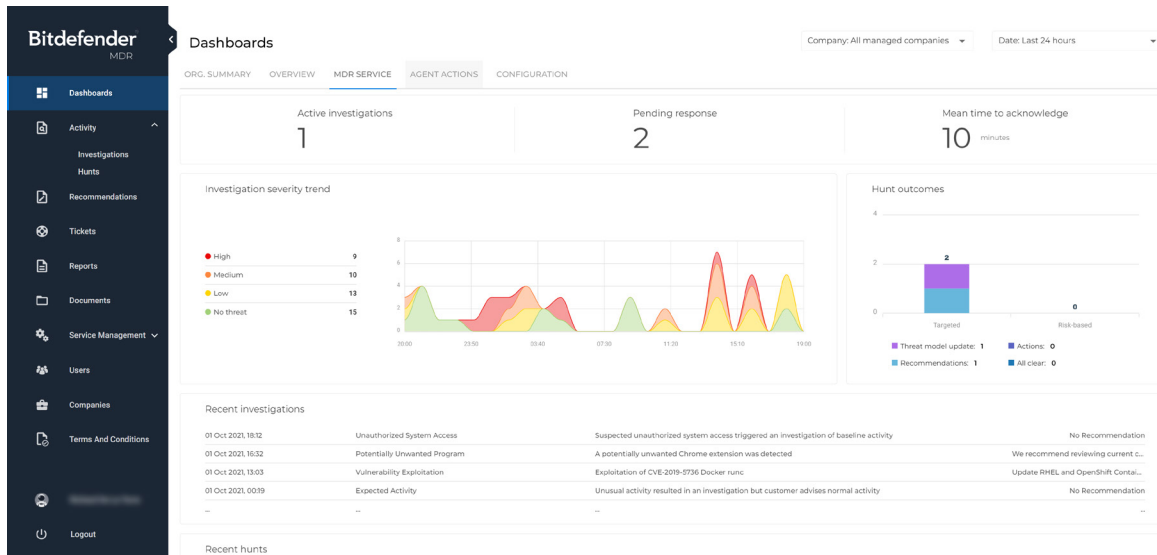 Bitdefender
MDR
Dashboards
Activity
Investigations
Hunts
Recommendations
Tickets
Reports
Documents
Service Management
Users
Companies
Terms And Conditions
Logout
Dashboards
Company: All managed companies
Date: Last 24 hours
ORG. SUMMARY OVERVIEW MDR SERVICE AGENT ACTIONS CONFIGURATION
Active investigations
1
Pending response
2
Mean time to acknowledge
10 minutes
Investigation severity trend
High 9
Medium 10
Low 13
No threat 15
8
6
4
2
0
20:00 23:50 03:40 07:30 11:20 15:10 19:00
Hunt outcomes
4
2
0
2
0
Targeted Risk-based
Threat model update: 1 Actions: 0
Recommendations: 1 All clear: 0
Recent investigations
01 Oct 2021, 18:12 Unauthorized System Access Suspected unauthorized system access triggered an investigation of baseline activity No Recommendation
01 Oct 2021, 16:32 Potentially Unwanted Program A potentially unwanted Chrome extension was detected We recommend reviewing current c...
01 Oct 2021, 13:03 Vulnerability Exploitation Exploitation of CVE-2019-5736 Docker runc Update RHEL and OpenShift Contai...
01 Oct 2021, 00:19 Expected Activity Unusual activity resulted in an investigation but customer advises normal activity No Recommendation
-- -- -- --
Recent hunts